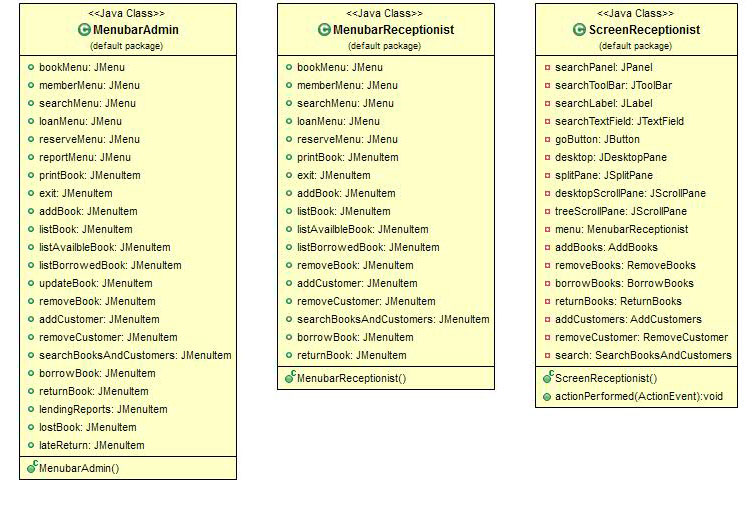 <<Java Class>>
MenubarAdmin
(default package)
bookMenu: JMenu
memberMenu: JMenu
searchMenu: JMenu
loanMenu: JMenu
reserveMenu: JMenu
reportMenu: JMenu
printBook: JMenuItem
exit: JMenuItem
addBook: JMenuItem
listBook: JMenuItem
listAvailbleBook: JMenuItem
listBorrowedBook: JMenuItem
updateBook: JMenuItem
removeBook: JMenuItem
addCustomer: JMenuItem
removeCustomer: JMenuItem
searchBooksAndCustomers: JMenuItem
borrowBook: JMenuItem
returnBook: JMenuItem
lendingReports: JMenuItem
lostBook: JMenuItem
lateReturn: JMenuItem
MenubarAdmin()
<<Java Class>>
MenubarReceptionist
(default package)
bookMenu: JMenu
memberMenu: JMenu
searchMenu: JMenu
loanMenu: JMenu
reserveMenu: JMenu
printBook: JMenuItem
exit: JMenuItem
addBook: JMenuItem
listBook: JMenuItem
listAvailbleBook: JMenuItem
listBorrowedBook: JMenuItem
removeBook: JMenuItem
addCustomer: JMenuItem
removeCustomer: JMenuItem
searchBooksAndCustomers: JMenuItem
borrowBook: JMenuItem
returnBook: JMenuItem
MenubarReceptionist()
<<Java Class>>
ScreenReceptionist
(default package)
searchPanel: JPanel
searchToolBar: JToolBar
searchLabel: JLabel
searchTextField: JTextField
goButton: JButton
desktop: JDesktopPane
splitPane: JSplitPane
desktopScrollPane: JScrollPane
treeScrollPane: JScrollPane
menu: MenubarReceptionist
addBooks: AddBooks
removeBooks: RemoveBooks
borrowBooks: BorrowBooks
returnBooks: ReturnBooks
addCustomers: AddCustomers
removeCustomer: RemoveCustomer
search: SearchBooksAndCustomers
ScreenReceptionist()
actionPerformed(ActionEvent):void